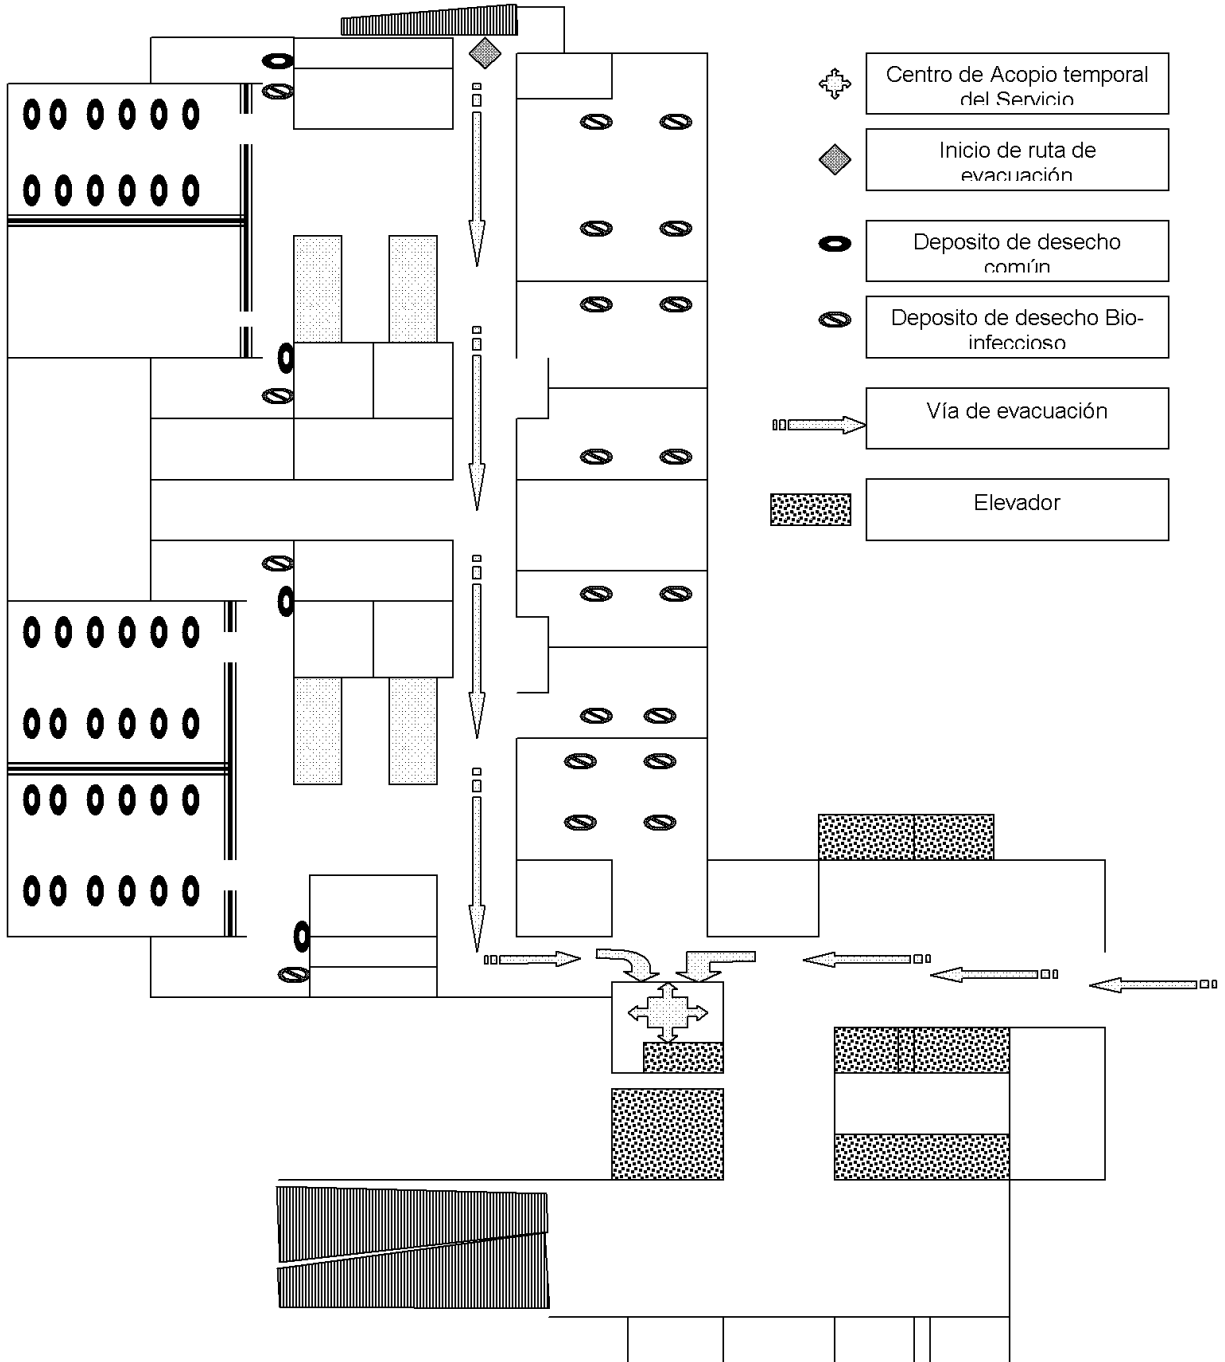 Centro de Acopio temporal
del Servicio
Inicio de ruta de
evacuación
Deposito de desecho
común
Deposito de desecho Bio-
infeccioso
Vía de evacuación
Elevador